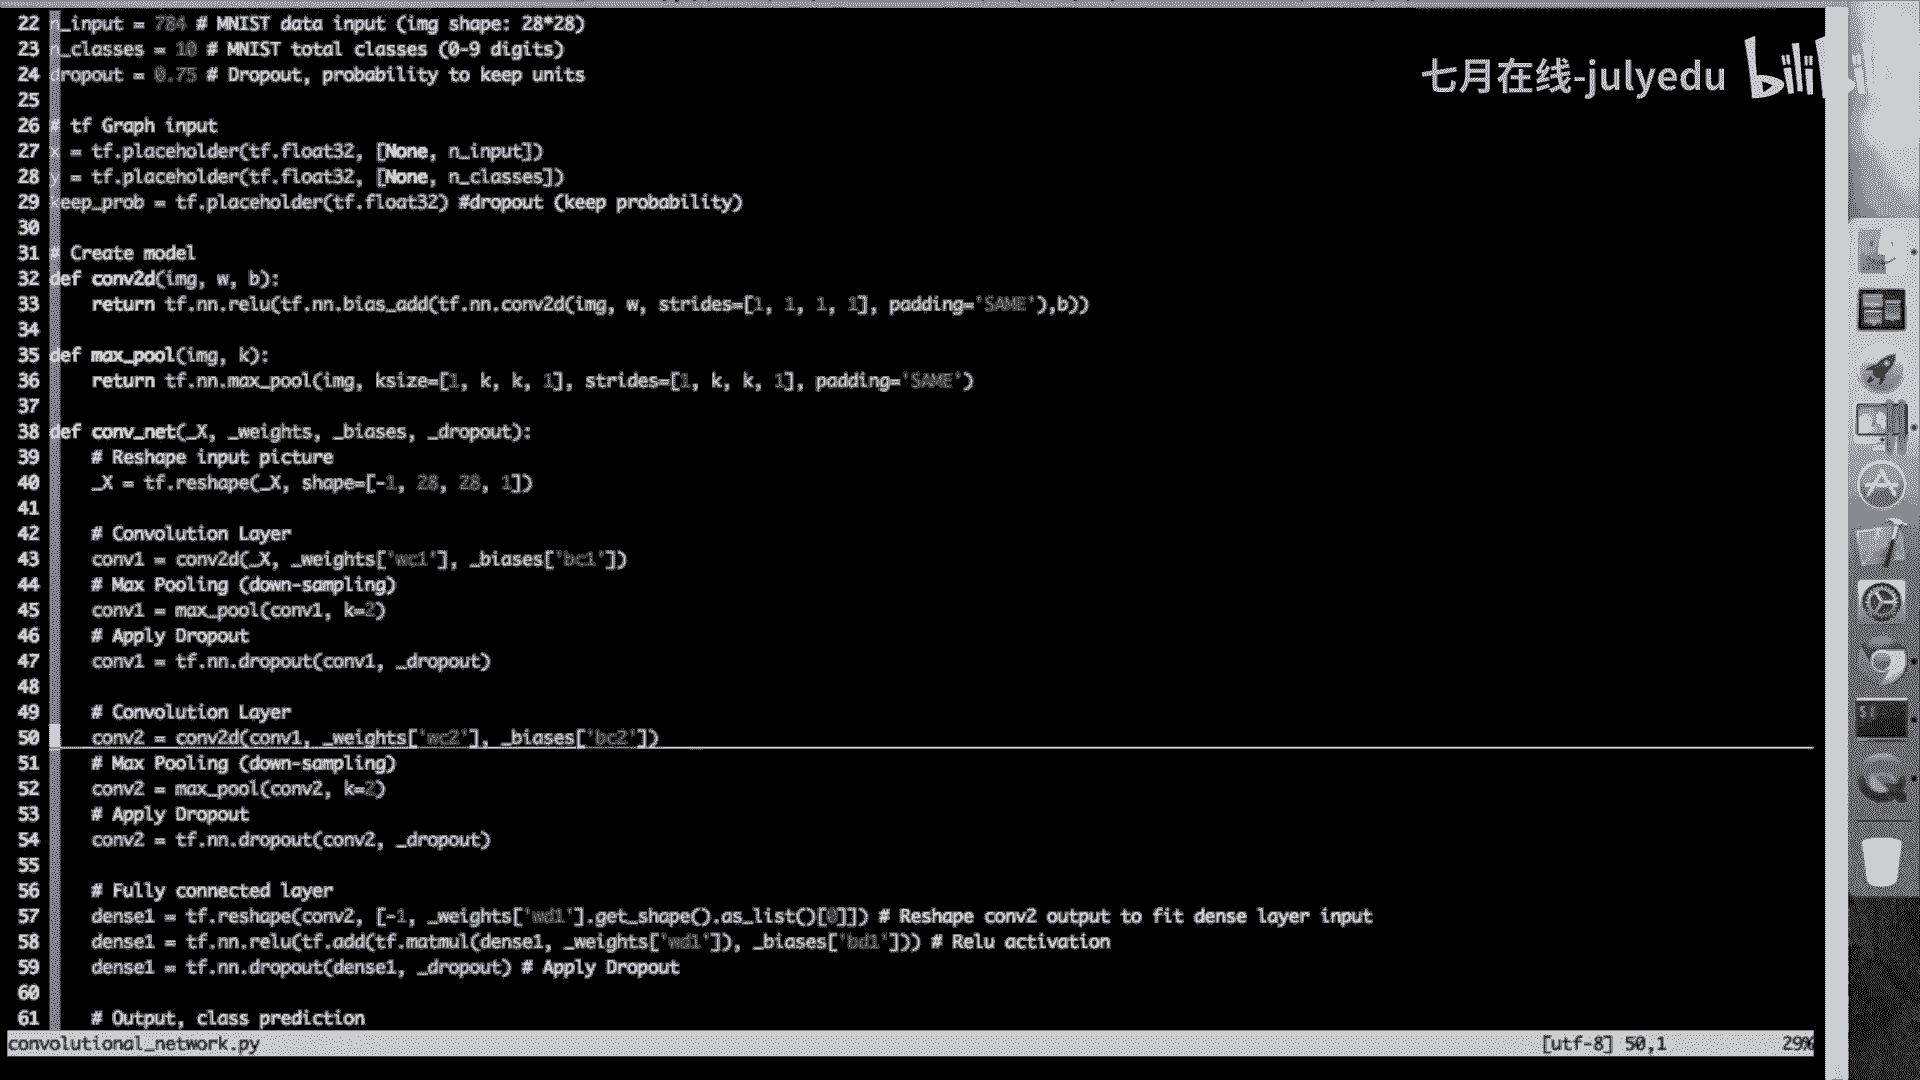 七月在线-julyedu bilibili
22 n_input = 784 # MNIST data input (img shape: 28*28)
23 n_classes = 10 # MNIST total classes (0-9 digits)
24 dropout = 0.75 # Dropout, probability to keep units
25
26 # tf Graph input
27 x = tf.placeholder(tf.float32, [None, n_input])
28 y = tf.placeholder(tf.float32, [None, n_classes])
29 keep_prob = tf.placeholder(tf.float32) #dropout (keep probability)
30
31 # Create model
32 def conv2d(img, w, b):
33     return tf.nn.relu(tf.nn.bias_add(tf.nn.conv2d(img, w, strides=[1, 1, 1, 1], padding='SAME'),b))
34
35 def max_pool(img, k):
36     return tf.nn.max_pool(img, ksize=[1, k, k, 1], strides=[1, k, k, 1], padding='SAME')
37
38 def conv_net(_X, _weights, _biases, _dropout):
39     # Reshape input picture
40     _X = tf.reshape(_X, shape=[-1, 28, 28, 1])
41
42     # Convolution Layer
43     conv1 = conv2d(_X, _weights['wc1'], _biases['bc1'])
44     # Max Pooling (down-sampling)
45     conv1 = max_pool(conv1, k=2)
46     # Apply Dropout
47     conv1 = tf.nn.dropout(conv1, _dropout)
48
49     # Convolution Layer
50     conv2 = conv2d(conv1, _weights['wc2'], _biases['bc2'])
51     # Max Pooling (down-sampling)
52     conv2 = max_pool(conv2, k=2)
53     # Apply Dropout
54     conv2 = tf.nn.dropout(conv2, _dropout)
55
56     # Fully connected layer
57     dense1 = tf.reshape(conv2, [-1, _weights['wd1'].get_shape().as_list()[0]]) # Reshape conv2 output to fit dense layer input
58     dense1 = tf.nn.relu(tf.add(tf.matmul(dense1, _weights['wd1']), _biases['bd1'])) # Relu activation
59     dense1 = tf.nn.dropout(dense1, _dropout) # Apply Dropout
60
61     # Output, class prediction
convolutional_network.py [utf-8] 50,1 29%